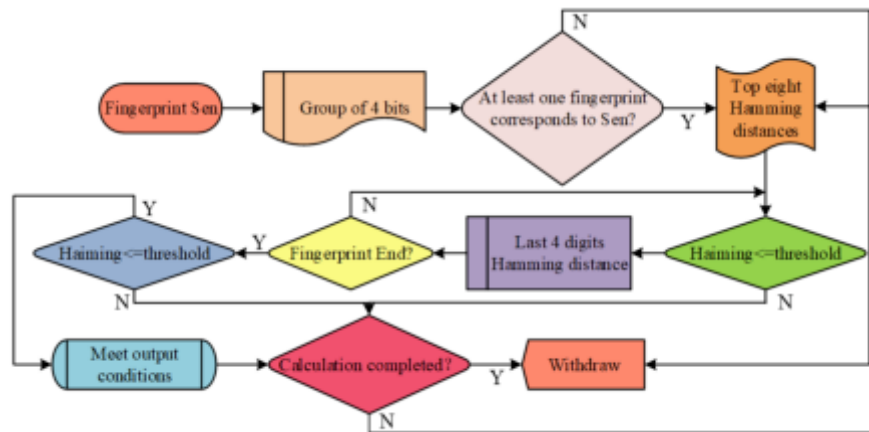 N
Fingerprint Sen
Group of 4 bits
At least one fingerprint
corresponds to Sen?
Y
Top eight
Hamming
distances
Y
N
Haiming<=threshold
Y
Fingerprint End?
Last 4 digits
Hamming distance
Haiming<=threshold
N
N
Meet output
conditions
Calculation completed?
Y
Withdraw
N